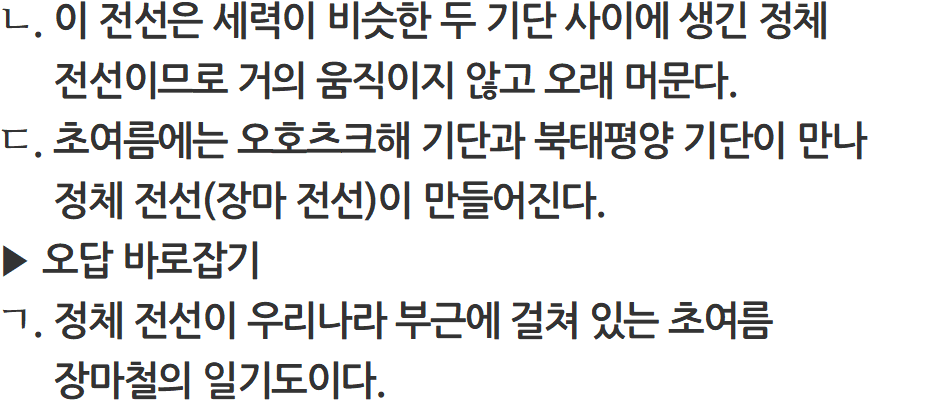 ㄴ. 이 전선은 세력이 비슷한 두 기단 사이에 생긴 정체
전선이므로 거의 움직이지 않고 오래 머문다.
ㄷ. 초여름에는 오호츠크해 기단과 북태평양 기단이 만나
정체 전선(장마 전선)이 만들어진다.
▶ 오답 바로잡기
ㄱ. 정체 전선이 우리나라 부근에 걸쳐 있는 초여름
장마철의 일기도이다.